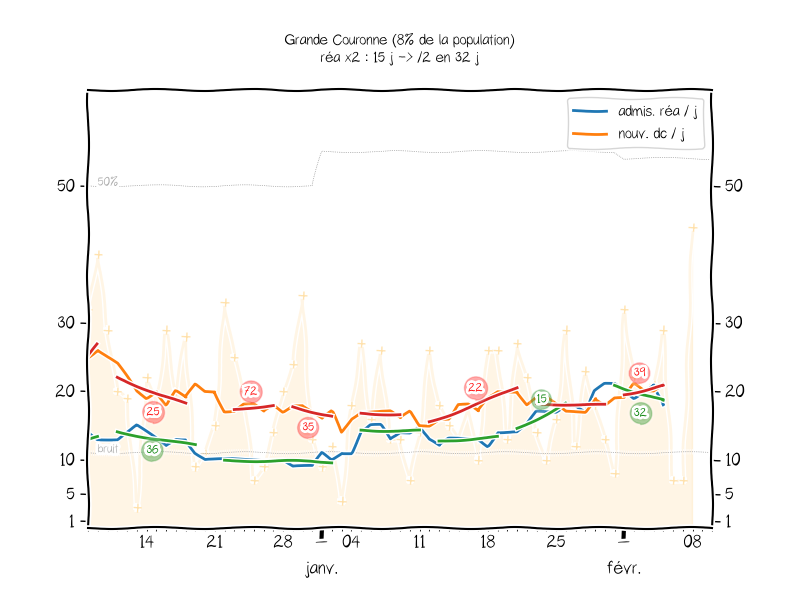 Grande Couronne (8% de la population)
réa x2 : 15 j -> /2 en 32 j
admis. réa / j
nouv. dc / j
50 50% 50
30 30
39
20 72 22 15 20
25 35 32
36
bruit
10 10
5 5
1 1
14 21 28 04 11 18 25 08
janv. févr.